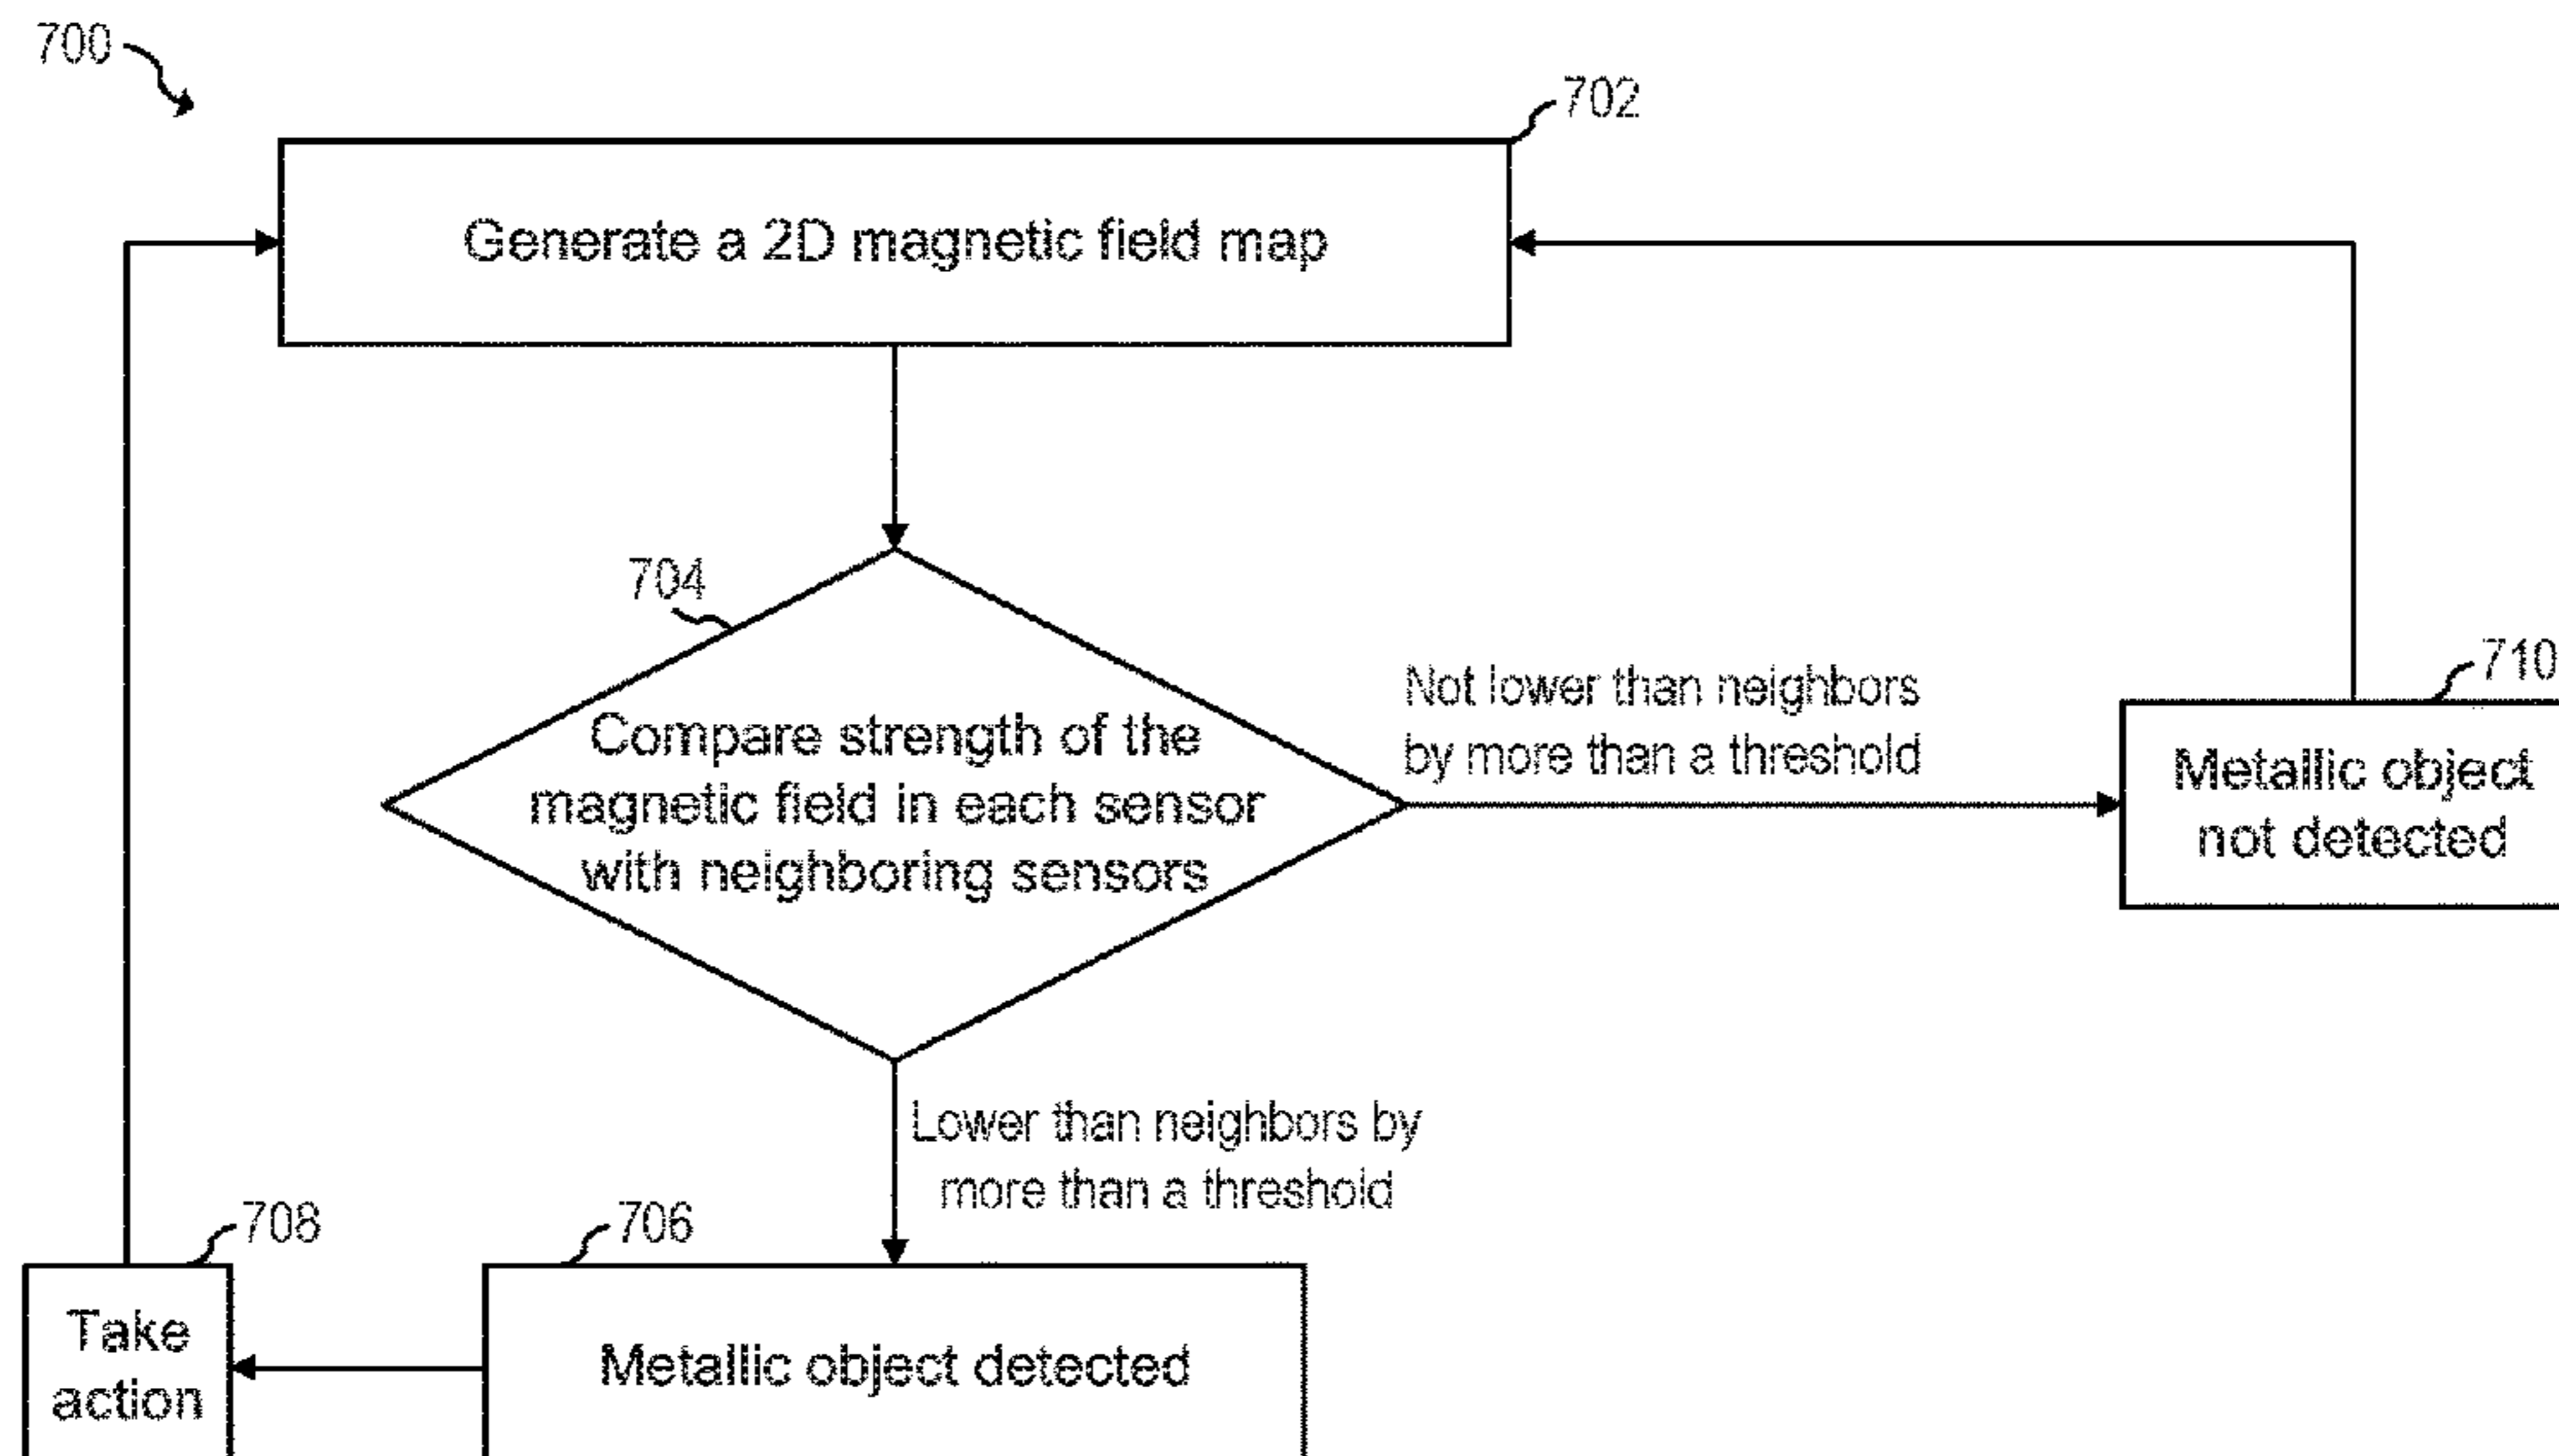 700
702
Generate a 2D magnetic field map
704
Compare strength of the
magnetic field in each sensor
with neighboring sensors
Not lower than neighbors
by more than a threshold
710
Metallic object
not detected
Lower than neighbors by
more than a threshold
708
Take
action
706
Metallic object detected